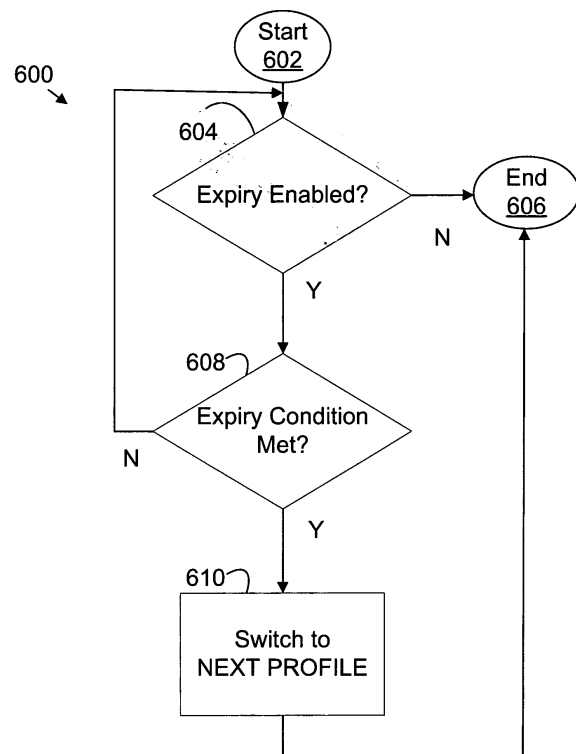 Start
602
600
604
Expiry Enabled?
End
606
N
Y
608
Expiry Condition
Met?
N
Y
610
Switch to
NEXT PROFILE